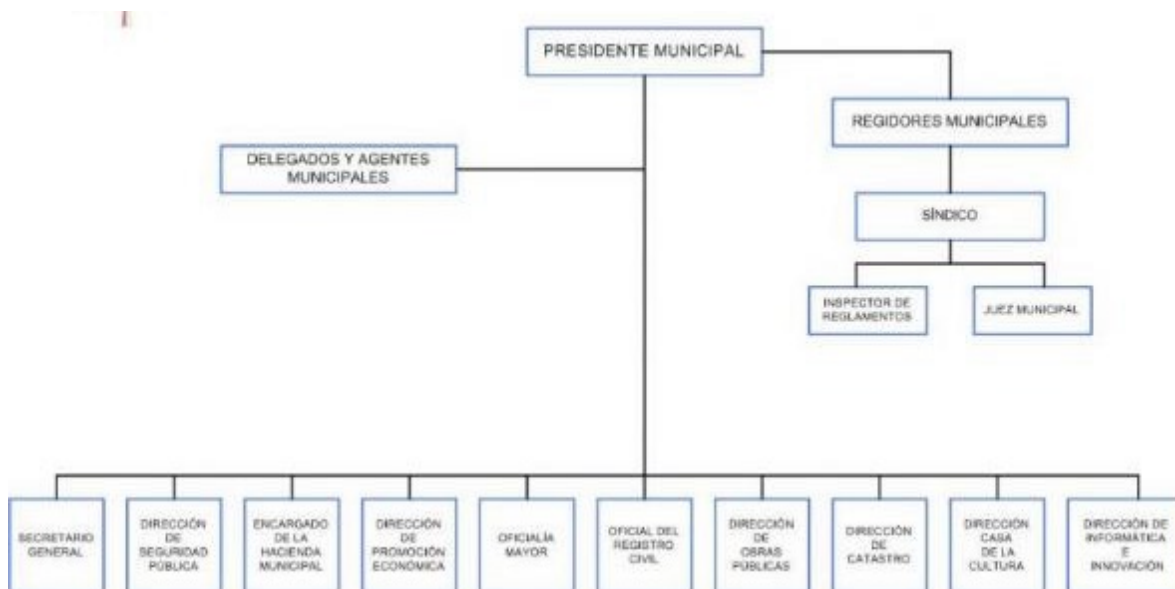 PRESIDENTE MUNICIPAL
REGIDORES MUNICIPALES
DELEGADOS Y AGENTES
MUNICIPALES
SÍNDICO
INSPECTOR DE
REGLAMENTOS
JUEZ MUNICIPAL
SECRETARIO
GENERAL
DIRECCIÓN
DE
SEGURIDAD
PÚBLICA
ENCARGADO
DE LA
HACIENDA
MUNICIPAL
DIRECCIÓN
DE
PROMOCIÓN
ECONÓMICA
OFICIALÍA
MAYOR
OFICIAL DEL
REGISTRO
CIVIL
DIRECCIÓN
DE
OBRAS
PÚBLICAS
DIRECCIÓN
DE
CATASTRO
DIRECCIÓN
CASA
DE LA
CULTURA
DIRECCIÓN DE
INFORMÁTICA
E
INNOVACIÓN